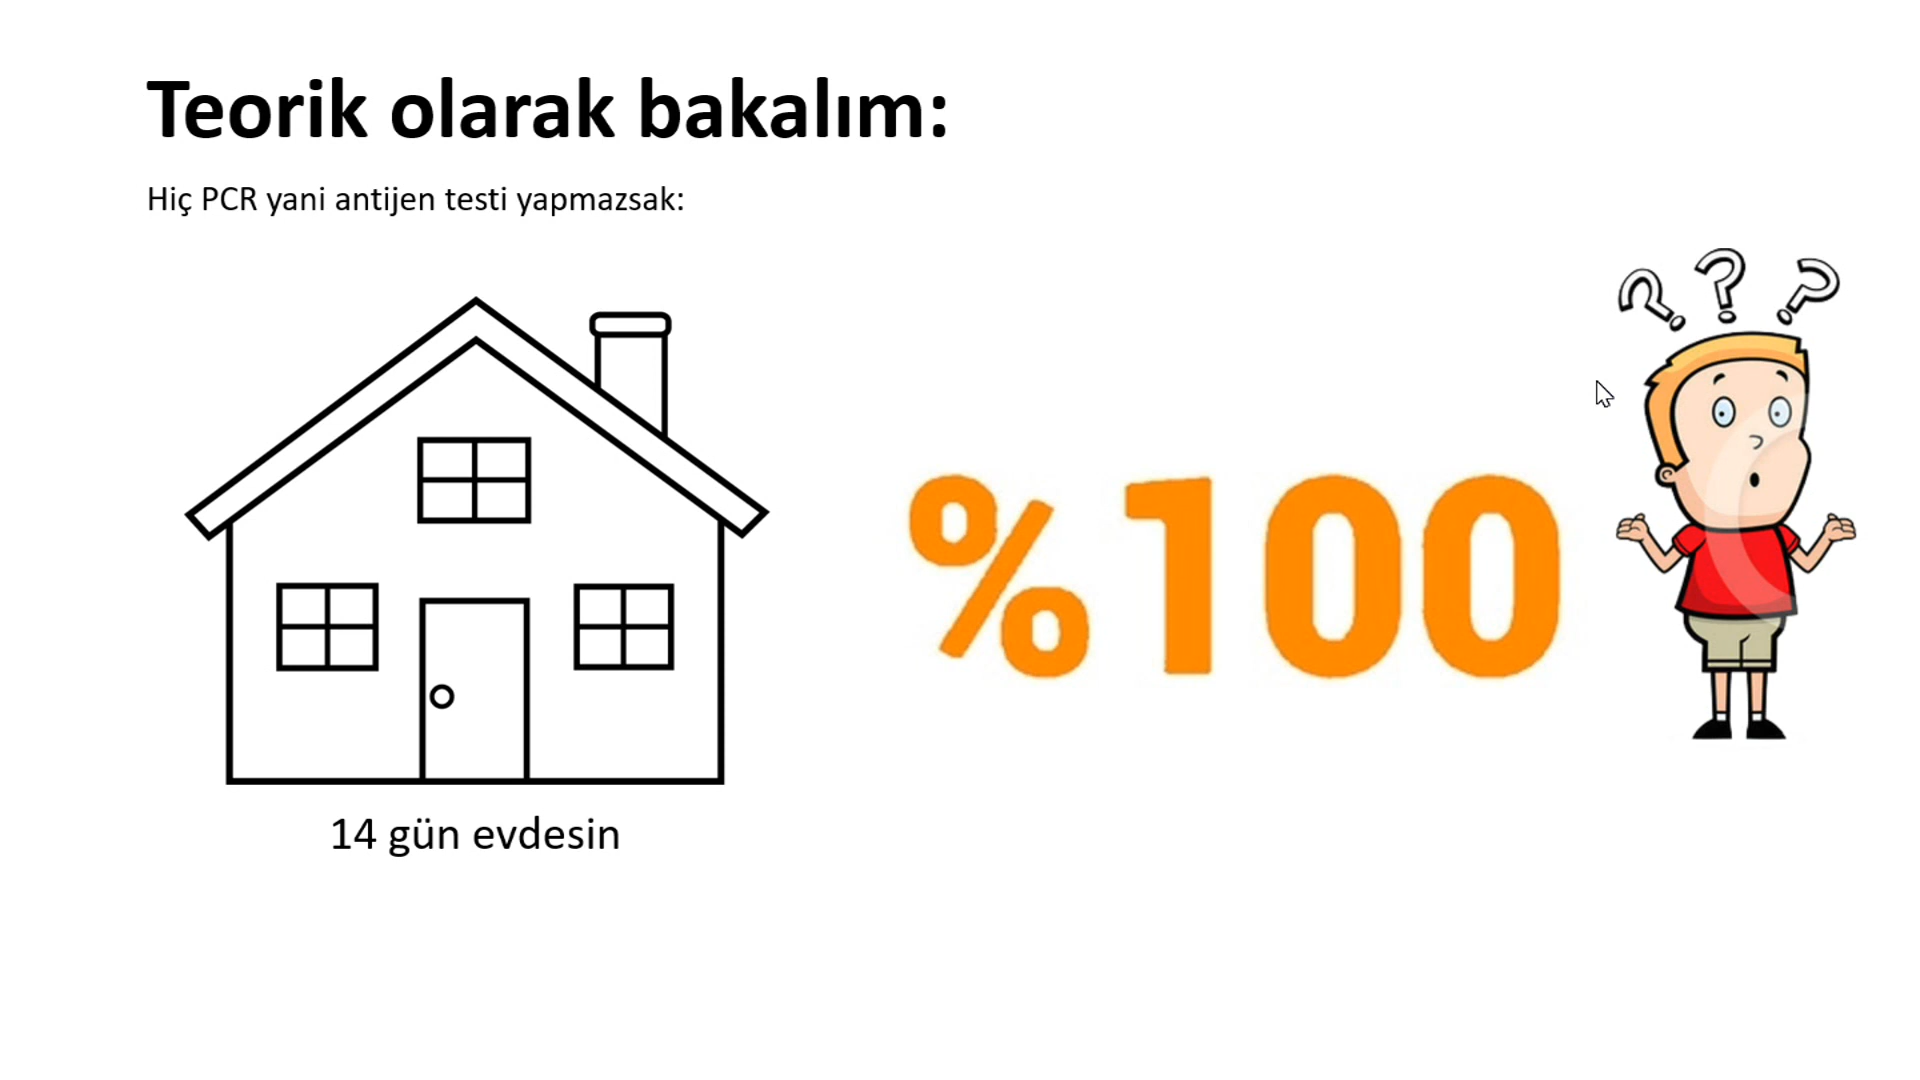 Teorik olarak bakalım:
Hiç PCR yani antijen testi yapmazsak:
? ? ?
%100
14 gün evdesin